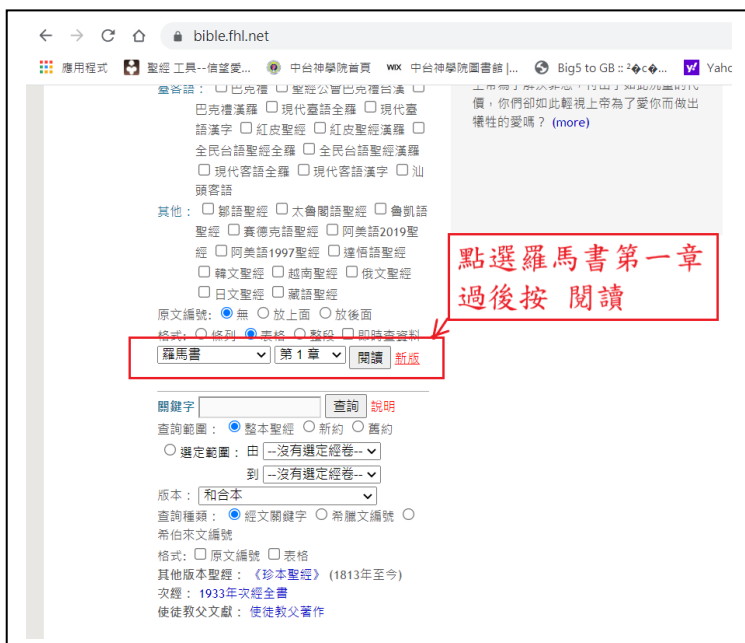 bible.fhl.net
應用程式 聖經 工具--信望愛... 中台神學院首頁 WIX 中台神學院圖書館|... Big5 to GB :: ²�c�... Yaho
臺客語： 巴克禮 聖經公會巴克禮台漢
巴克禮漢羅 現代臺語全羅 現代臺
語漢字 紅皮聖經 紅皮聖經漢羅
全民台語聖經全羅 全民台語聖經漢羅
現代客語全羅 現代客語漢字 汕
頭客語
其他： 鄒語聖經 太魯閣語聖經 魯凱語
聖經 賽德克語聖經 阿美語2019聖
經 阿美語1997聖經 達悟語聖經
韓文聖經 越南聖經 俄文聖經
日文聖經 藏語聖經
原文編號: 無 放上面 放後面
格式: 條列 表格 整段 即時查資料
羅馬書 第 1 章 閱讀 新版
關鍵字 查詢 說明
查詢範圍： 整本聖經 新約 舊約
選定範圍： 由 --沒有選定經卷--
到 --沒有選定經卷--
版本： 和合本
查詢種類： 經文關鍵字 希臘文編號
希伯來文編號
格式: 原文編號 表格
其他版本聖經： 《珍本聖經》 (1813年至今)
次經： 1933年次經全書
使徒教父文獻： 使徒教父著作
上帝為了解決罪惡，付出了如此沉重的代
價，你們卻如此輕視上帝為了愛你而做出
犧牲的愛嗎？ (more)
點選羅馬書第一章
過後按 閱讀